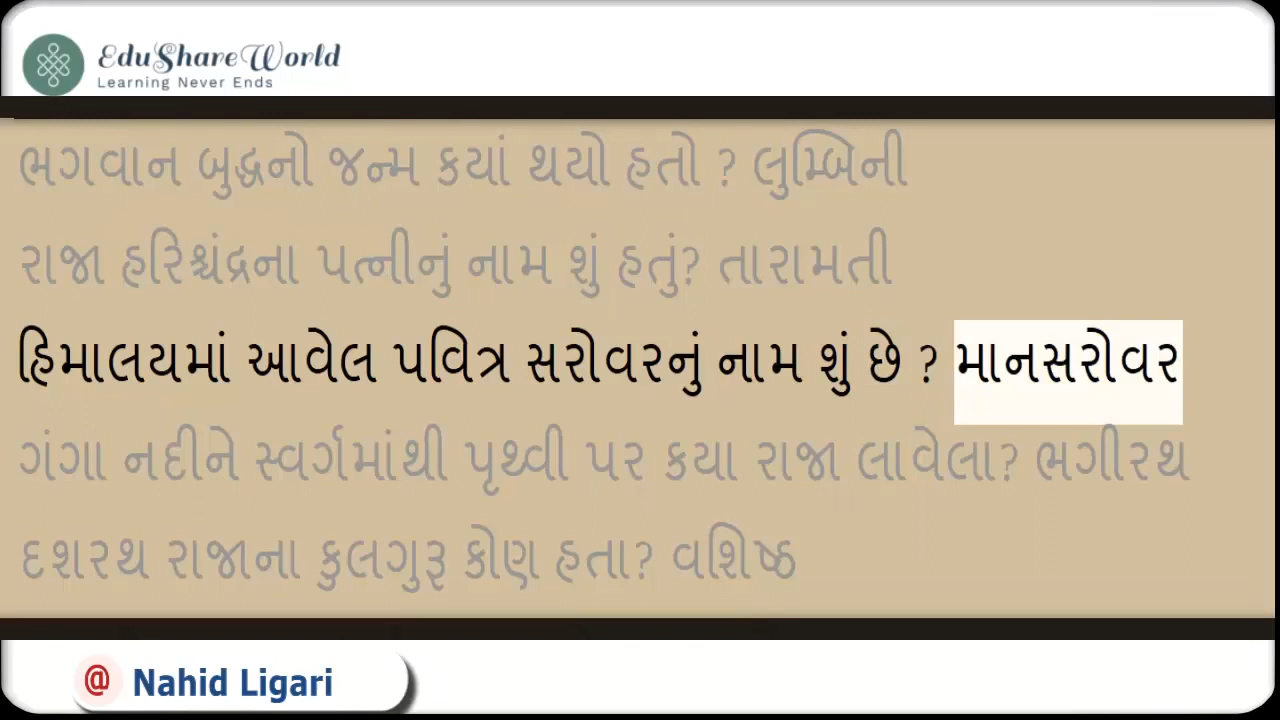 EduShareWorld
Learning Never Ends
ભગવાન બુદ્ધનો જન્મ કયાં થયો હતો ? લુમ્બિની
રાજા હરિશ્ચંદ્રના પત્નીનું નામ શું હતું? તારામતી
હિમાલયમાં આવેલ પવિત્ર સરોવરનું નામ શું છે ? માનસરોવર
ગંગા નદીને સ્વર્ગમાંથી પૃથ્વી પર કયા રાજા લાવેલા? ભગીરથ
દશરથ રાજાના કુલગુરૂ કોણ હતા? વશિષ્ઠ
@ Nahid Ligari